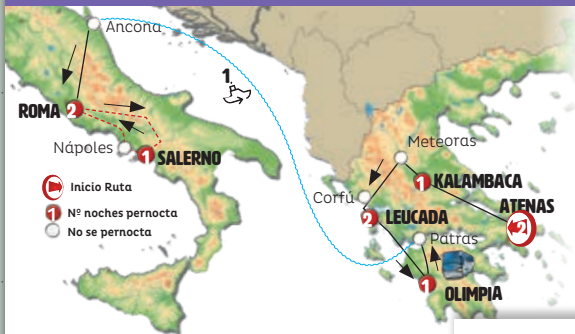 Ancona
1
ROMA 2
Nápoles
1 SALERNO
Inicio Ruta
1 Nº noches pernocta
No se pernocta
Meteoras
1 KALAMBACA
ATENAS
2
Corfú
2 LEUCADA
Patras
1
OLIMPIA